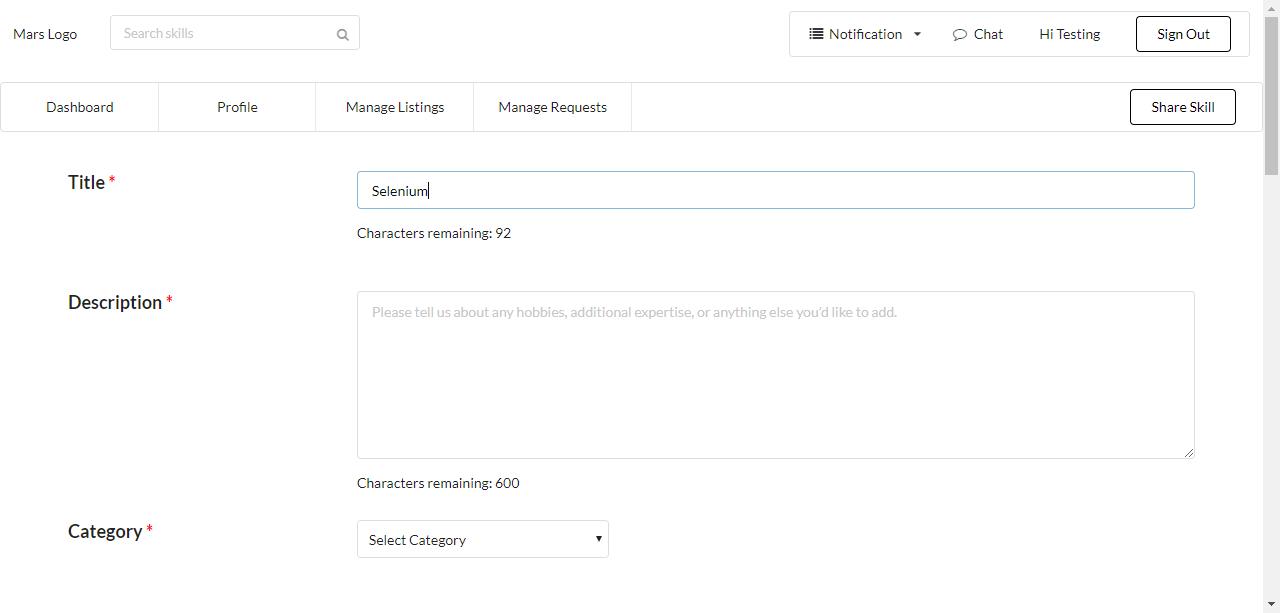 Mars Logo
Search skills
Notification
Chat
Hi Testing
Sign Out
Dashboard
Profile
Manage Listings
Manage Requests
Share Skill
Title *
Selenium
Characters remaining: 92
Description *
Please tell us about any hobbies, additional expertise, or anything else you'd like to add.
Characters remaining: 600
Category *
Select Category